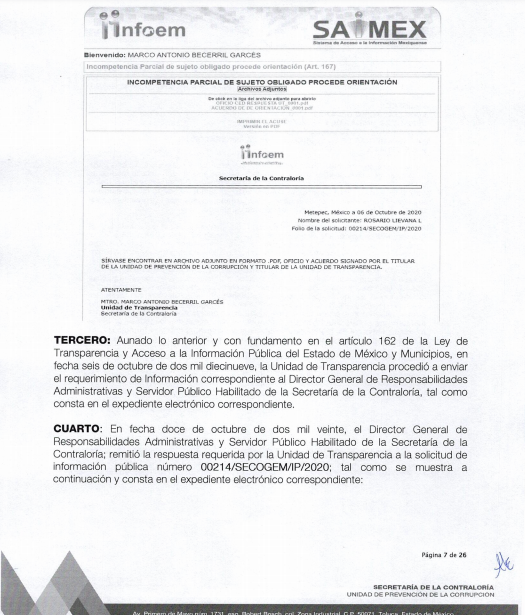 infoem
SAIMEX
Sistema de Acceso a la Información Mexiquense
Bienvenido: MARCO ANTONIO BECERRIL GARCÉS
Incompetencia Parcial de sujeto obligado procede orientación (Art. 167)
INCOMPETENCIA PARCIAL DE SUJETO OBLIGADO PROCEDE ORIENTACIÓN
Archivos Adjuntos
De click en la liga del archivo adjunto para abrirlo
IMPRIMIR EL ACUSE
Versión en PDF
infoem
Secretaría de la Contraloría
Metepec, México a 06 de Octubre de 2020
Nombre del solicitante: ROSARIO LIEVANA L
Folio de la solicitud: 00214/SECOGEM/IP/2020
SÍRVASE ENCONTRAR EN ARCHIVO ADJUNTO EN FORMATO .PDF, OFICIO Y ACUERDO SIGNADO POR EL TITULAR
DE LA UNIDAD DE PREVENCIÓN DE LA CORRUPCIÓN Y TITULAR DE LA UNIDAD DE TRANSPARENCIA.
ATENTAMENTE
MTRO. MARCO ANTONIO BECERRIL GARCÉS
Unidad de Transparencia
Secretaría de la Contraloría
TERCERO: Aunado lo anterior y con fundamento en el artículo 162 de la Ley de
Transparencia y Acceso a la Información Pública del Estado de México y Municipios, en
fecha seis de octubre de dos mil diecinueve, la Unidad de Transparencia procedió a enviar
el requerimiento de Información correspondiente al Director General de Responsabilidades
Administrativas y Servidor Público Habilitado de la Secretaría de la Contraloría, tal como
consta en el expediente electrónico correspondiente.
CUARTO: En fecha doce de octubre de dos mil veinte, el Director General de
Responsabilidades Administrativas y Servidor Público Habilitado de la Secretaría de la
Contraloría; remitió la respuesta requerida por la Unidad de Transparencia a la solicitud de
información pública número 00214/SECOGEM/IP/2020; tal como se muestra a
continuación y consta en el expediente electrónico correspondiente:
Página 7 de 26
SECRETARÍA DE LA CONTRALORÍA
UNIDAD DE PREVENCIÓN DE LA CORRUPCIÓN
Av. Primero de Mayo núm. 1731, esq. Robert Bosch, col. Zona Industrial, C.P. 50071, Toluca, Estado de México.